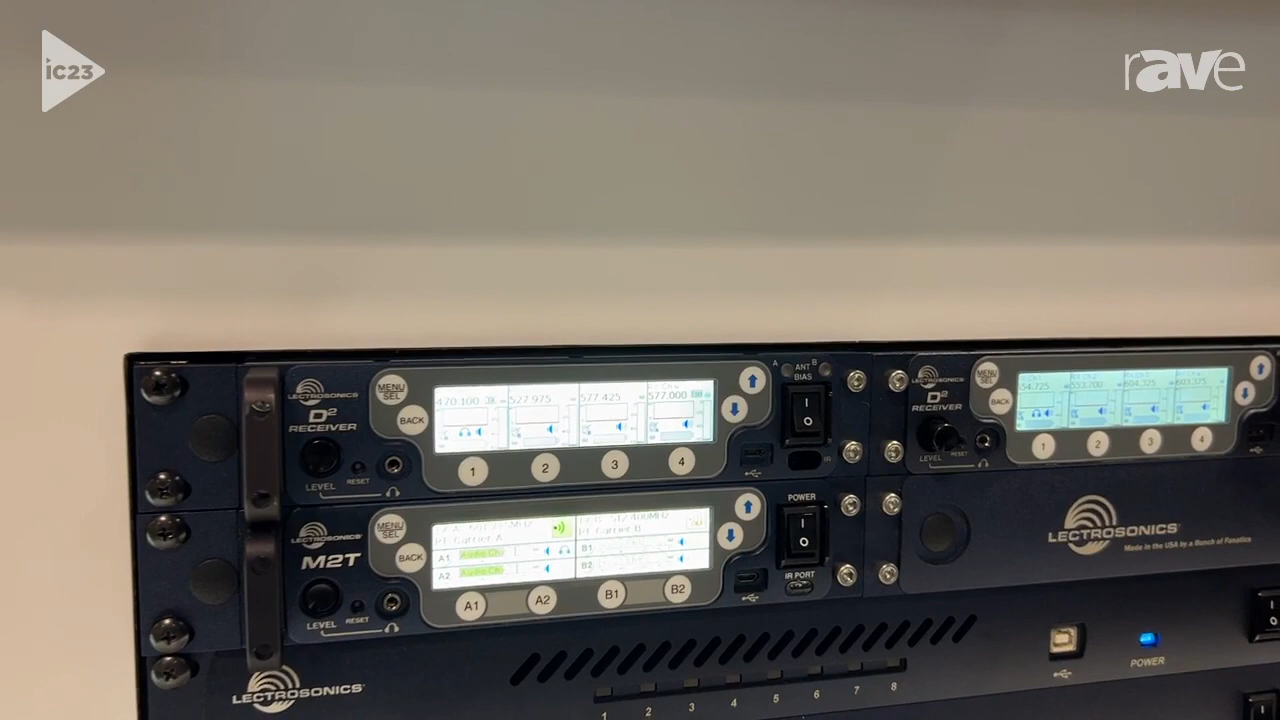 ic23
rave
LECTROSONICS
D2
RECEIVER
LEVEL
RESET
MENU
SEL
BACK
470.100
527.975
577.425
577.000
1
2
3
4
A
ANT
BIAS
B
IR
LECTROSONICS
D2
RECEIVER
LEVEL
RESET
MENU
SEL
BACK
54.725
553.700
604.325
603.375
1
2
3
4
LECTROSONICS
M2T
LEVEL
RESET
MENU
SEL
BACK
RF Carrier A
A1
A2
RF Carrier B
B1
B2
A1
A2
B1
B2
POWER
IR PORT
LECTROSONICS
Made in the USA by a Bunch of Fanatics
LECTROSONICS
1
2
3
4
5
6
7
8
POWER